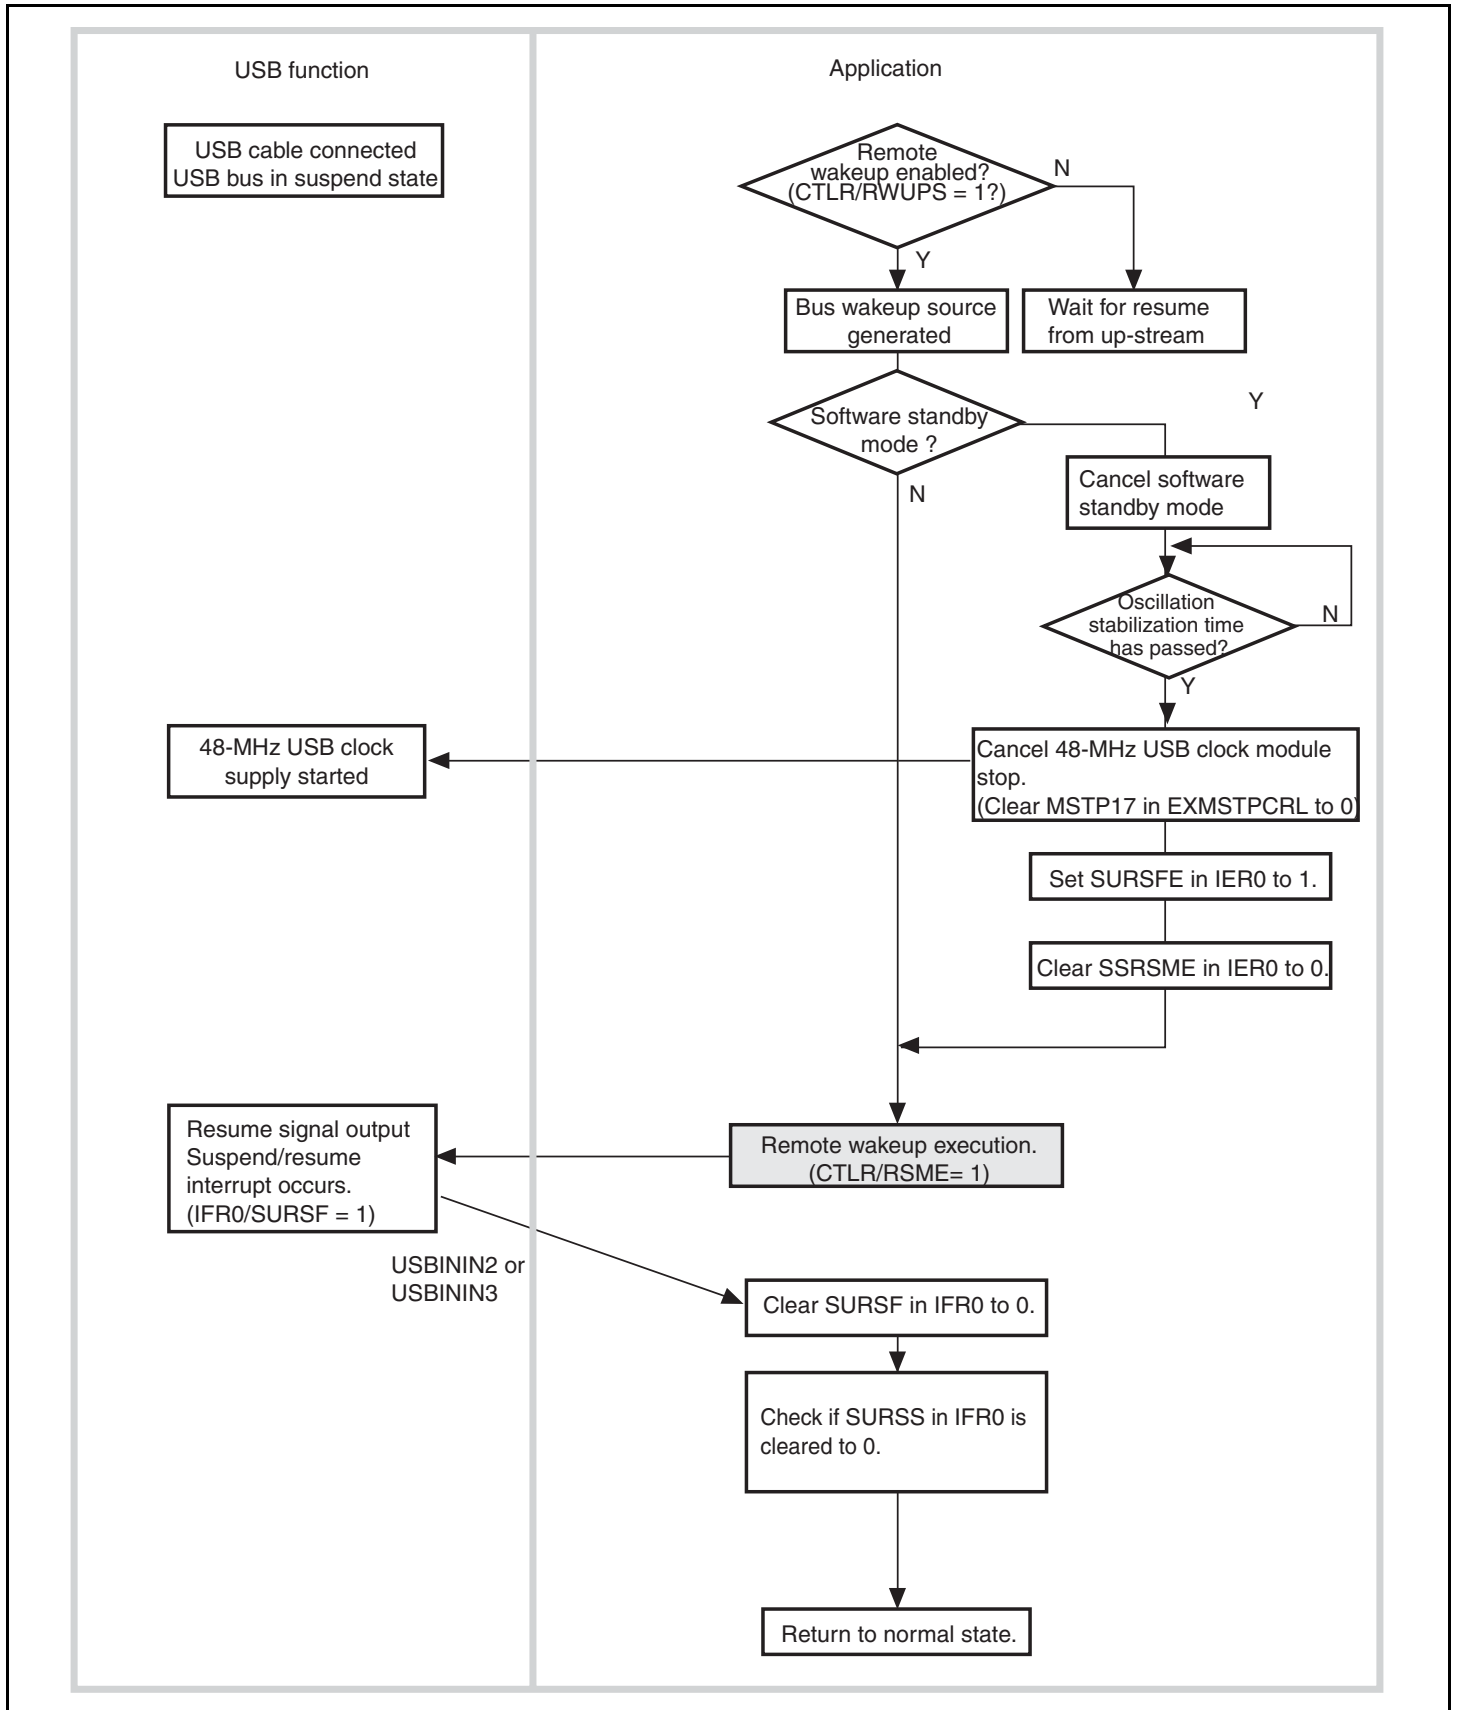 USB function
Application
USB cable connected
USB bus in suspend state
Remote
wakeup enabled?
(CTLR/RWUPS = 1?)
N
Y
Bus wakeup source
generated
Wait for resume
from up-stream
Y
Software standby
mode ?
N
Cancel software
standby mode
Oscillation
stabilization time
has passed?
N
Y
48-MHz USB clock
supply started
Cancel 48-MHz USB clock module
stop.
(Clear MSTP17 in EXMSTPCRL to 0)
Set SURSFE in IER0 to 1.
Clear SSRSME in IER0 to 0.
Resume signal output
Suspend/resume
interrupt occurs.
(IFR0/SURSF = 1)
Remote wakeup execution.
(CTLR/RSME= 1)
USBININ2 or
USBININ3
Clear SURSF in IFR0 to 0.
Check if SURSS in IFR0 is
cleared to 0.
Return to normal state.